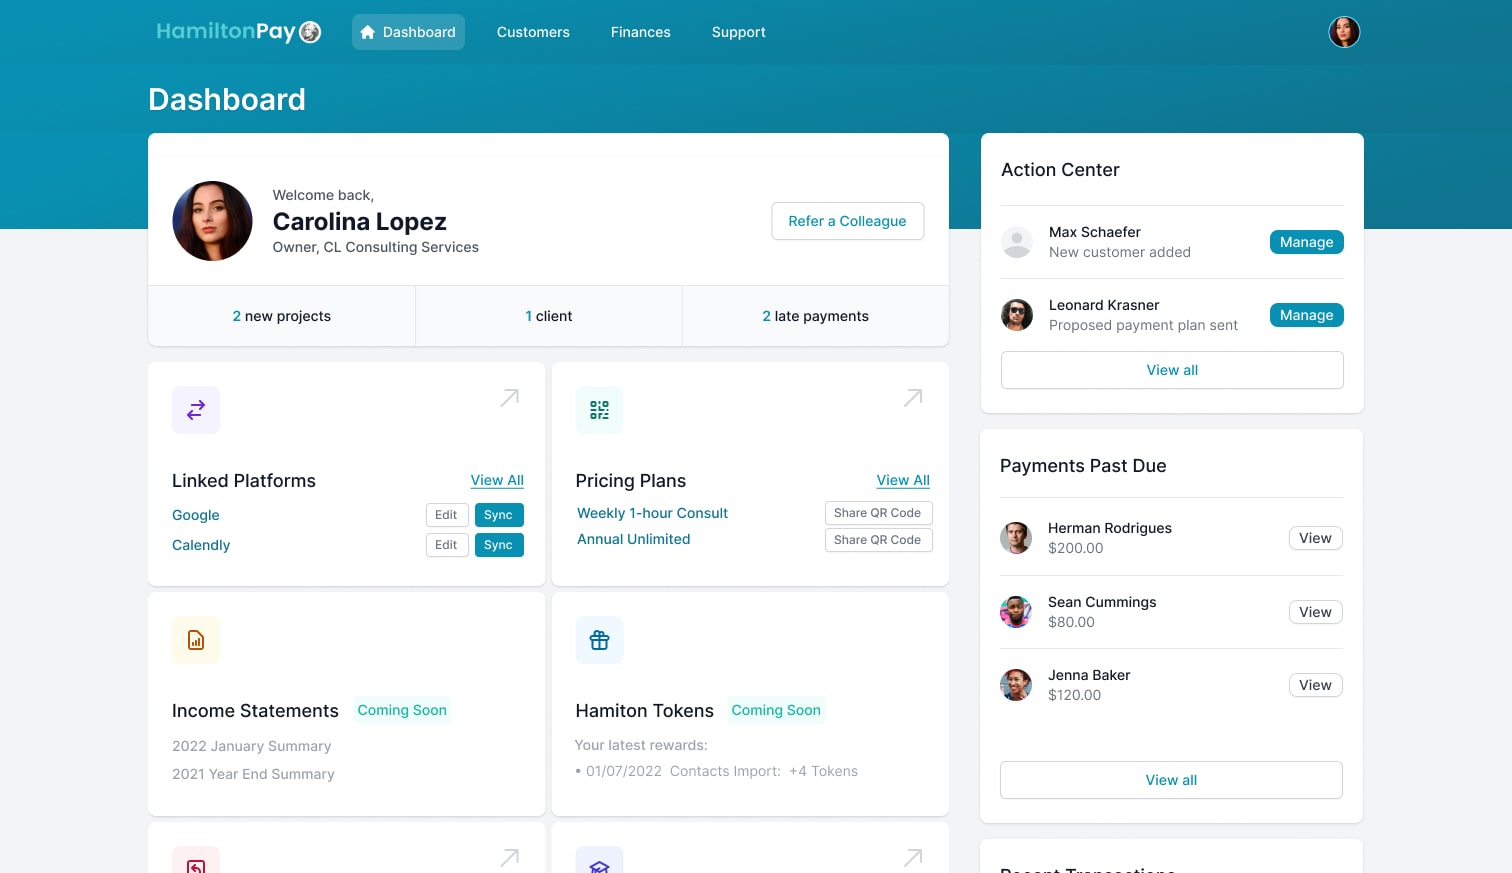 HamiltonPay
Dashboard
Customers
Finances
Support
Dashboard
Welcome back,
Carolina Lopez
Owner, CL Consulting Services
Refer a Colleague
2 new projects
1 client
2 late payments
Linked Platforms
View All
Google
Edit
Sync
Calendly
Edit
Sync
Pricing Plans
View All
Weekly 1-hour Consult
Share QR Code
Annual Unlimited
Share QR Code
Income Statements
Coming Soon
2022 January Summary
2021 Year End Summary
Hamiton Tokens
Coming Soon
Your latest rewards:
• 01/07/2022 Contacts Import: +4 Tokens
Action Center
Max Schaefer
New customer added
Manage
Leonard Krasner
Proposed payment plan sent
Manage
View all
Payments Past Due
Herman Rodrigues
$200.00
View
Sean Cummings
$80.00
View
Jenna Baker
$120.00
View
View all
Recent Transactions